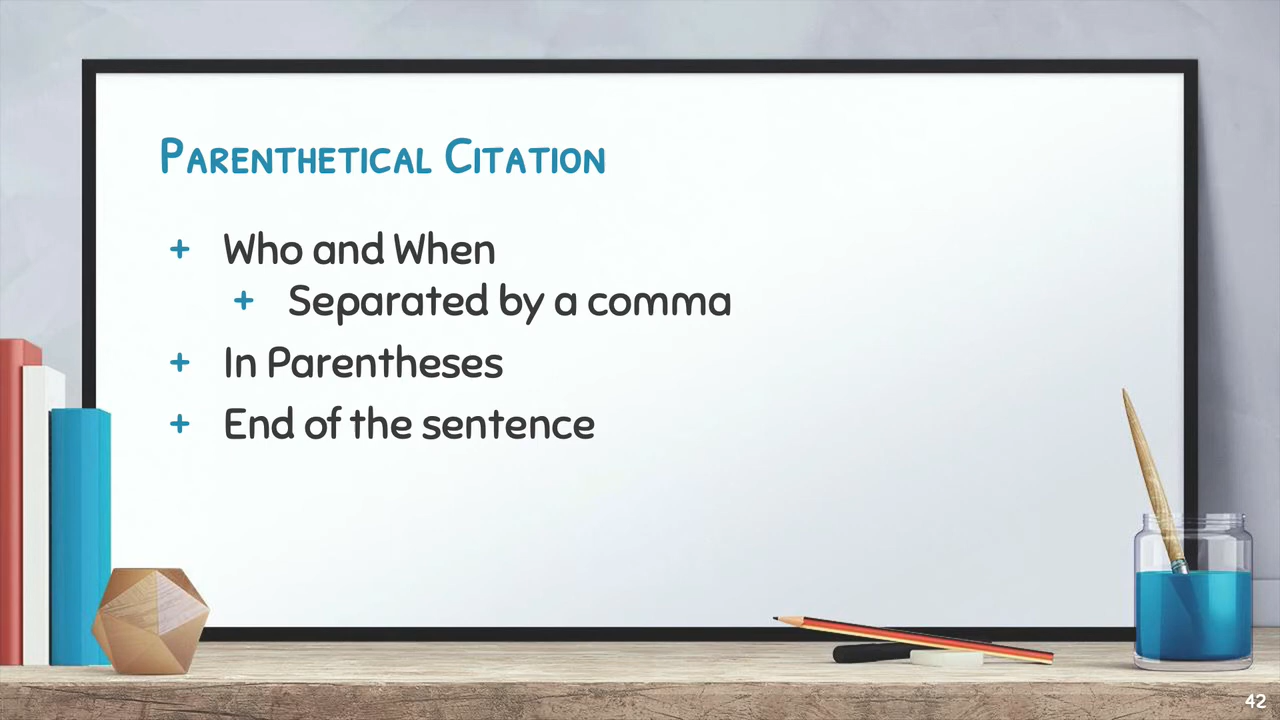 Parenthetical Citation
+ Who and When
+ Separated by a comma
+ In Parentheses
+ End of the sentence
42